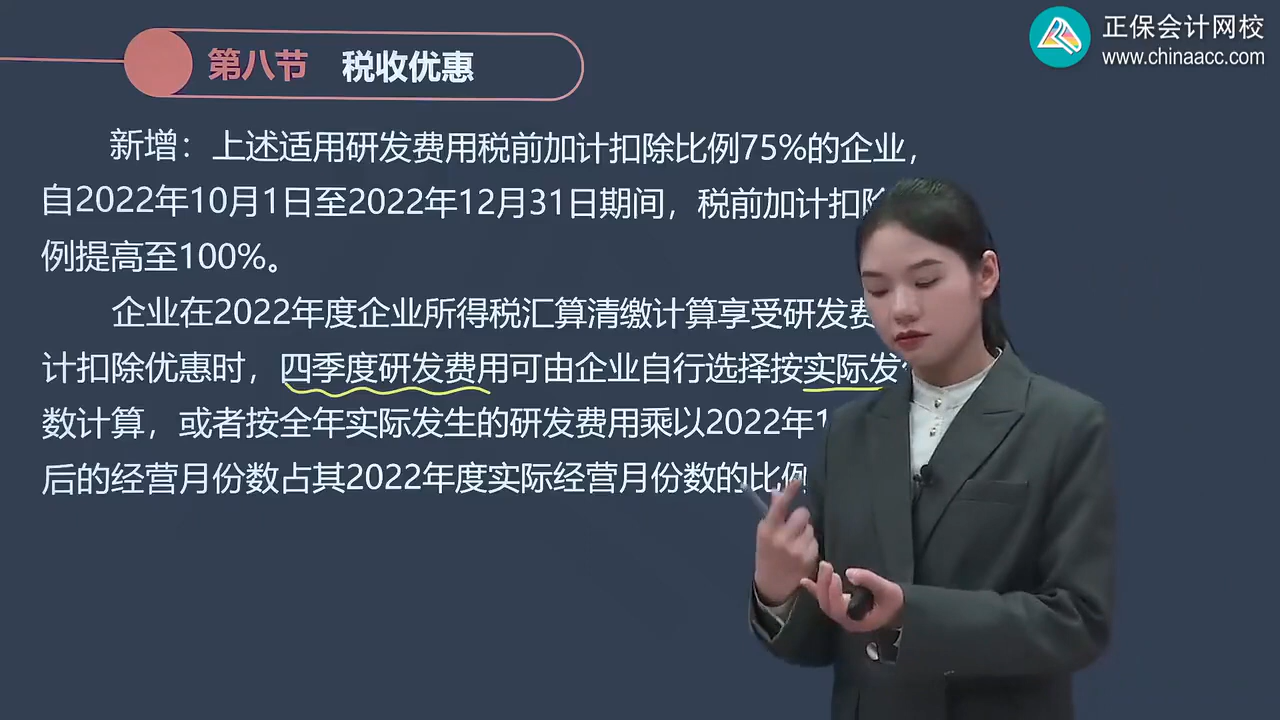 正保会计网校
www.chinaacc.com
第八节 税收优惠
新增：上述适用研发费用税前加计扣除比例75%的企业，
自2022年10月1日至2022年12月31日期间，税前加计扣除
例提高至100%。
企业在2022年度企业所得税汇算清缴计算享受研发费
计扣除优惠时，四季度研发费用可由企业自行选择按实际发
数计算，或者按全年实际发生的研发费用乘以2022年1
后的经营月份数占其2022年度实际经营月份数的比例